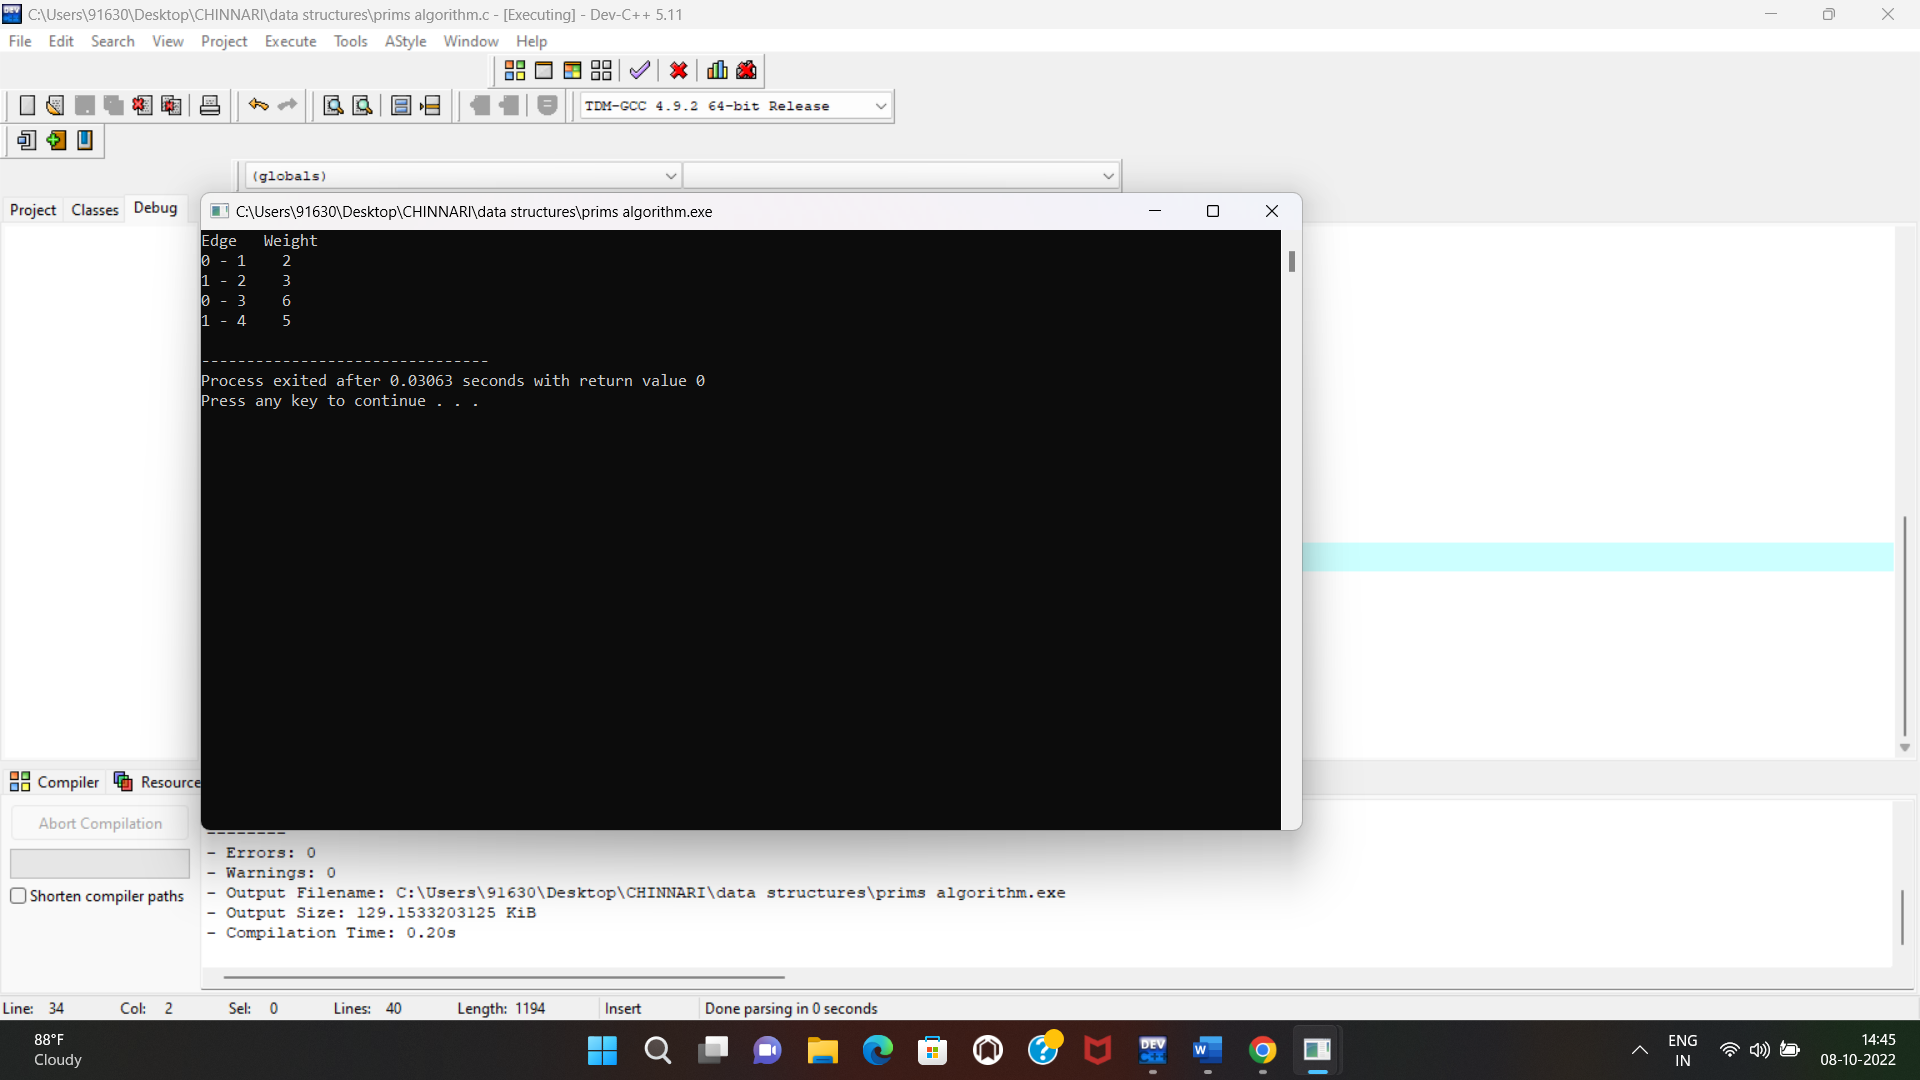 C:\Users\91630\Desktop\CHINNARI\data structures\prims algorithm.c - [Executing] - Dev-C++ 5.11
File Edit Search View Project Execute Tools AStyle Window Help
TDM-GCC 4.9.2 64-bit Release
(globals)
Project Classes Debug
C:\Users\91630\Desktop\CHINNARI\data structures\prims algorithm.exe
Edge   Weight
0 - 1    2
1 - 2    3
0 - 3    6
1 - 4    5
--------------------------------
Process exited after 0.03063 seconds with return value 0
Press any key to continue . . .
Compiler Resource
Abort Compilation
Shorten compiler paths
--------
- Errors: 0
- Warnings: 0
- Output Filename: C:\Users\91630\Desktop\CHINNARI\data structures\prims algorithm.exe
- Output Size: 129.1533203125 KiB
- Compilation Time: 0.20s
Line: 34 Col: 2 Sel: 0 Lines: 40 Length: 1194 Insert Done parsing in 0 seconds
88°F
Cloudy
DEV
C++
W
ENG
IN
14:45
08-10-2022